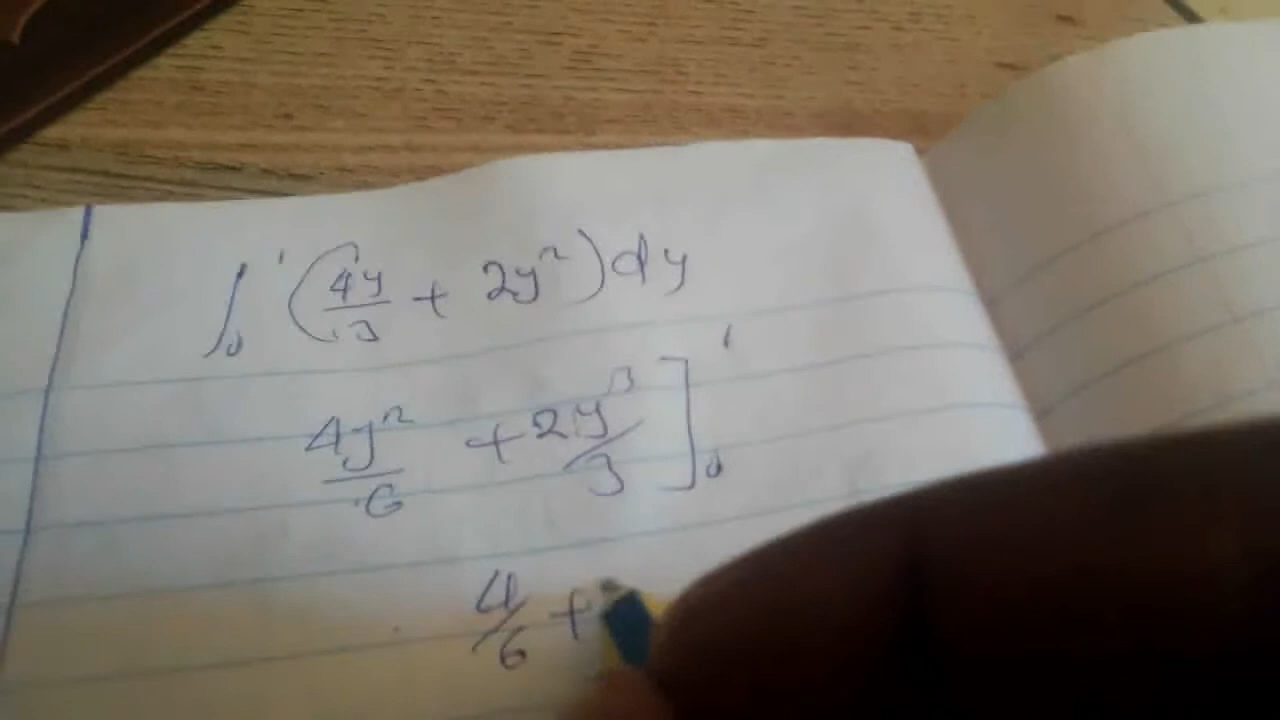 ∫₀¹ (4y/3 + 2y²) dy
4y²/6 + 2y³/3 ]₀¹
4/6 +